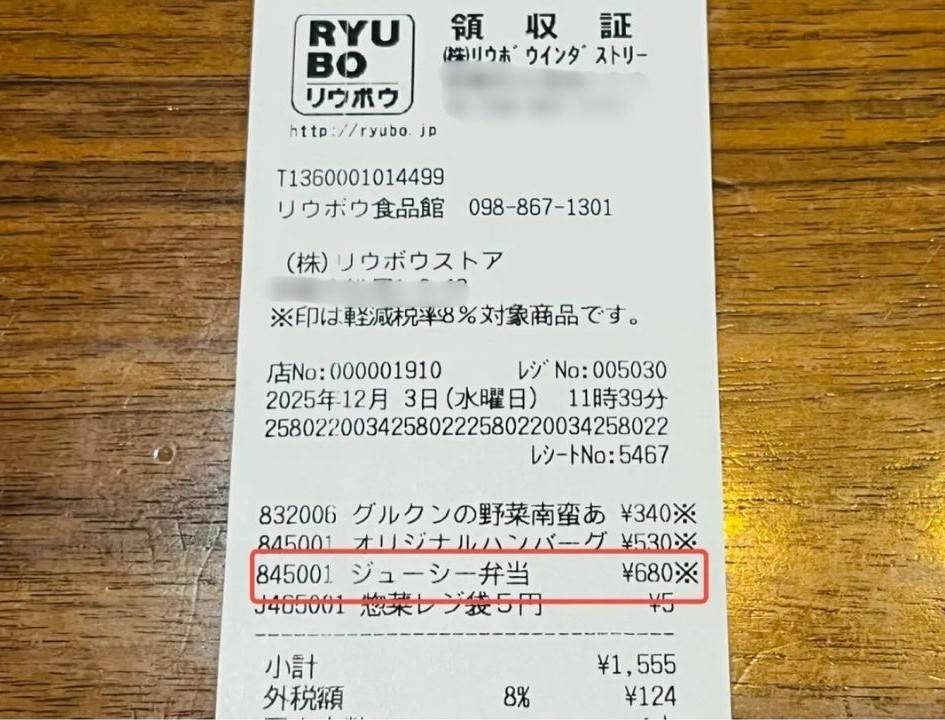 RYU
BO
リウボウ
領収証
(株)リウボウインダストリー
http://ryubo.jp
T1360001014499
リウボウ食品館 098-867-1301
(株)リウボウストア
※印は軽減税率8%対象商品です。
店No:000001910 レジNo:005030
2025年12月 3日(水曜日) 11時39分
2580220034258022258022003425​8022
レシートNo:5467
832006 グルクンの野菜南蛮あ ¥340※
845001 オリジナルハンバーグ ¥530※
845001 ジューシー弁当 ¥680※
J465001 惣菜レジ袋5円 ¥5
小計 ¥1,555
外税額 8% ¥124